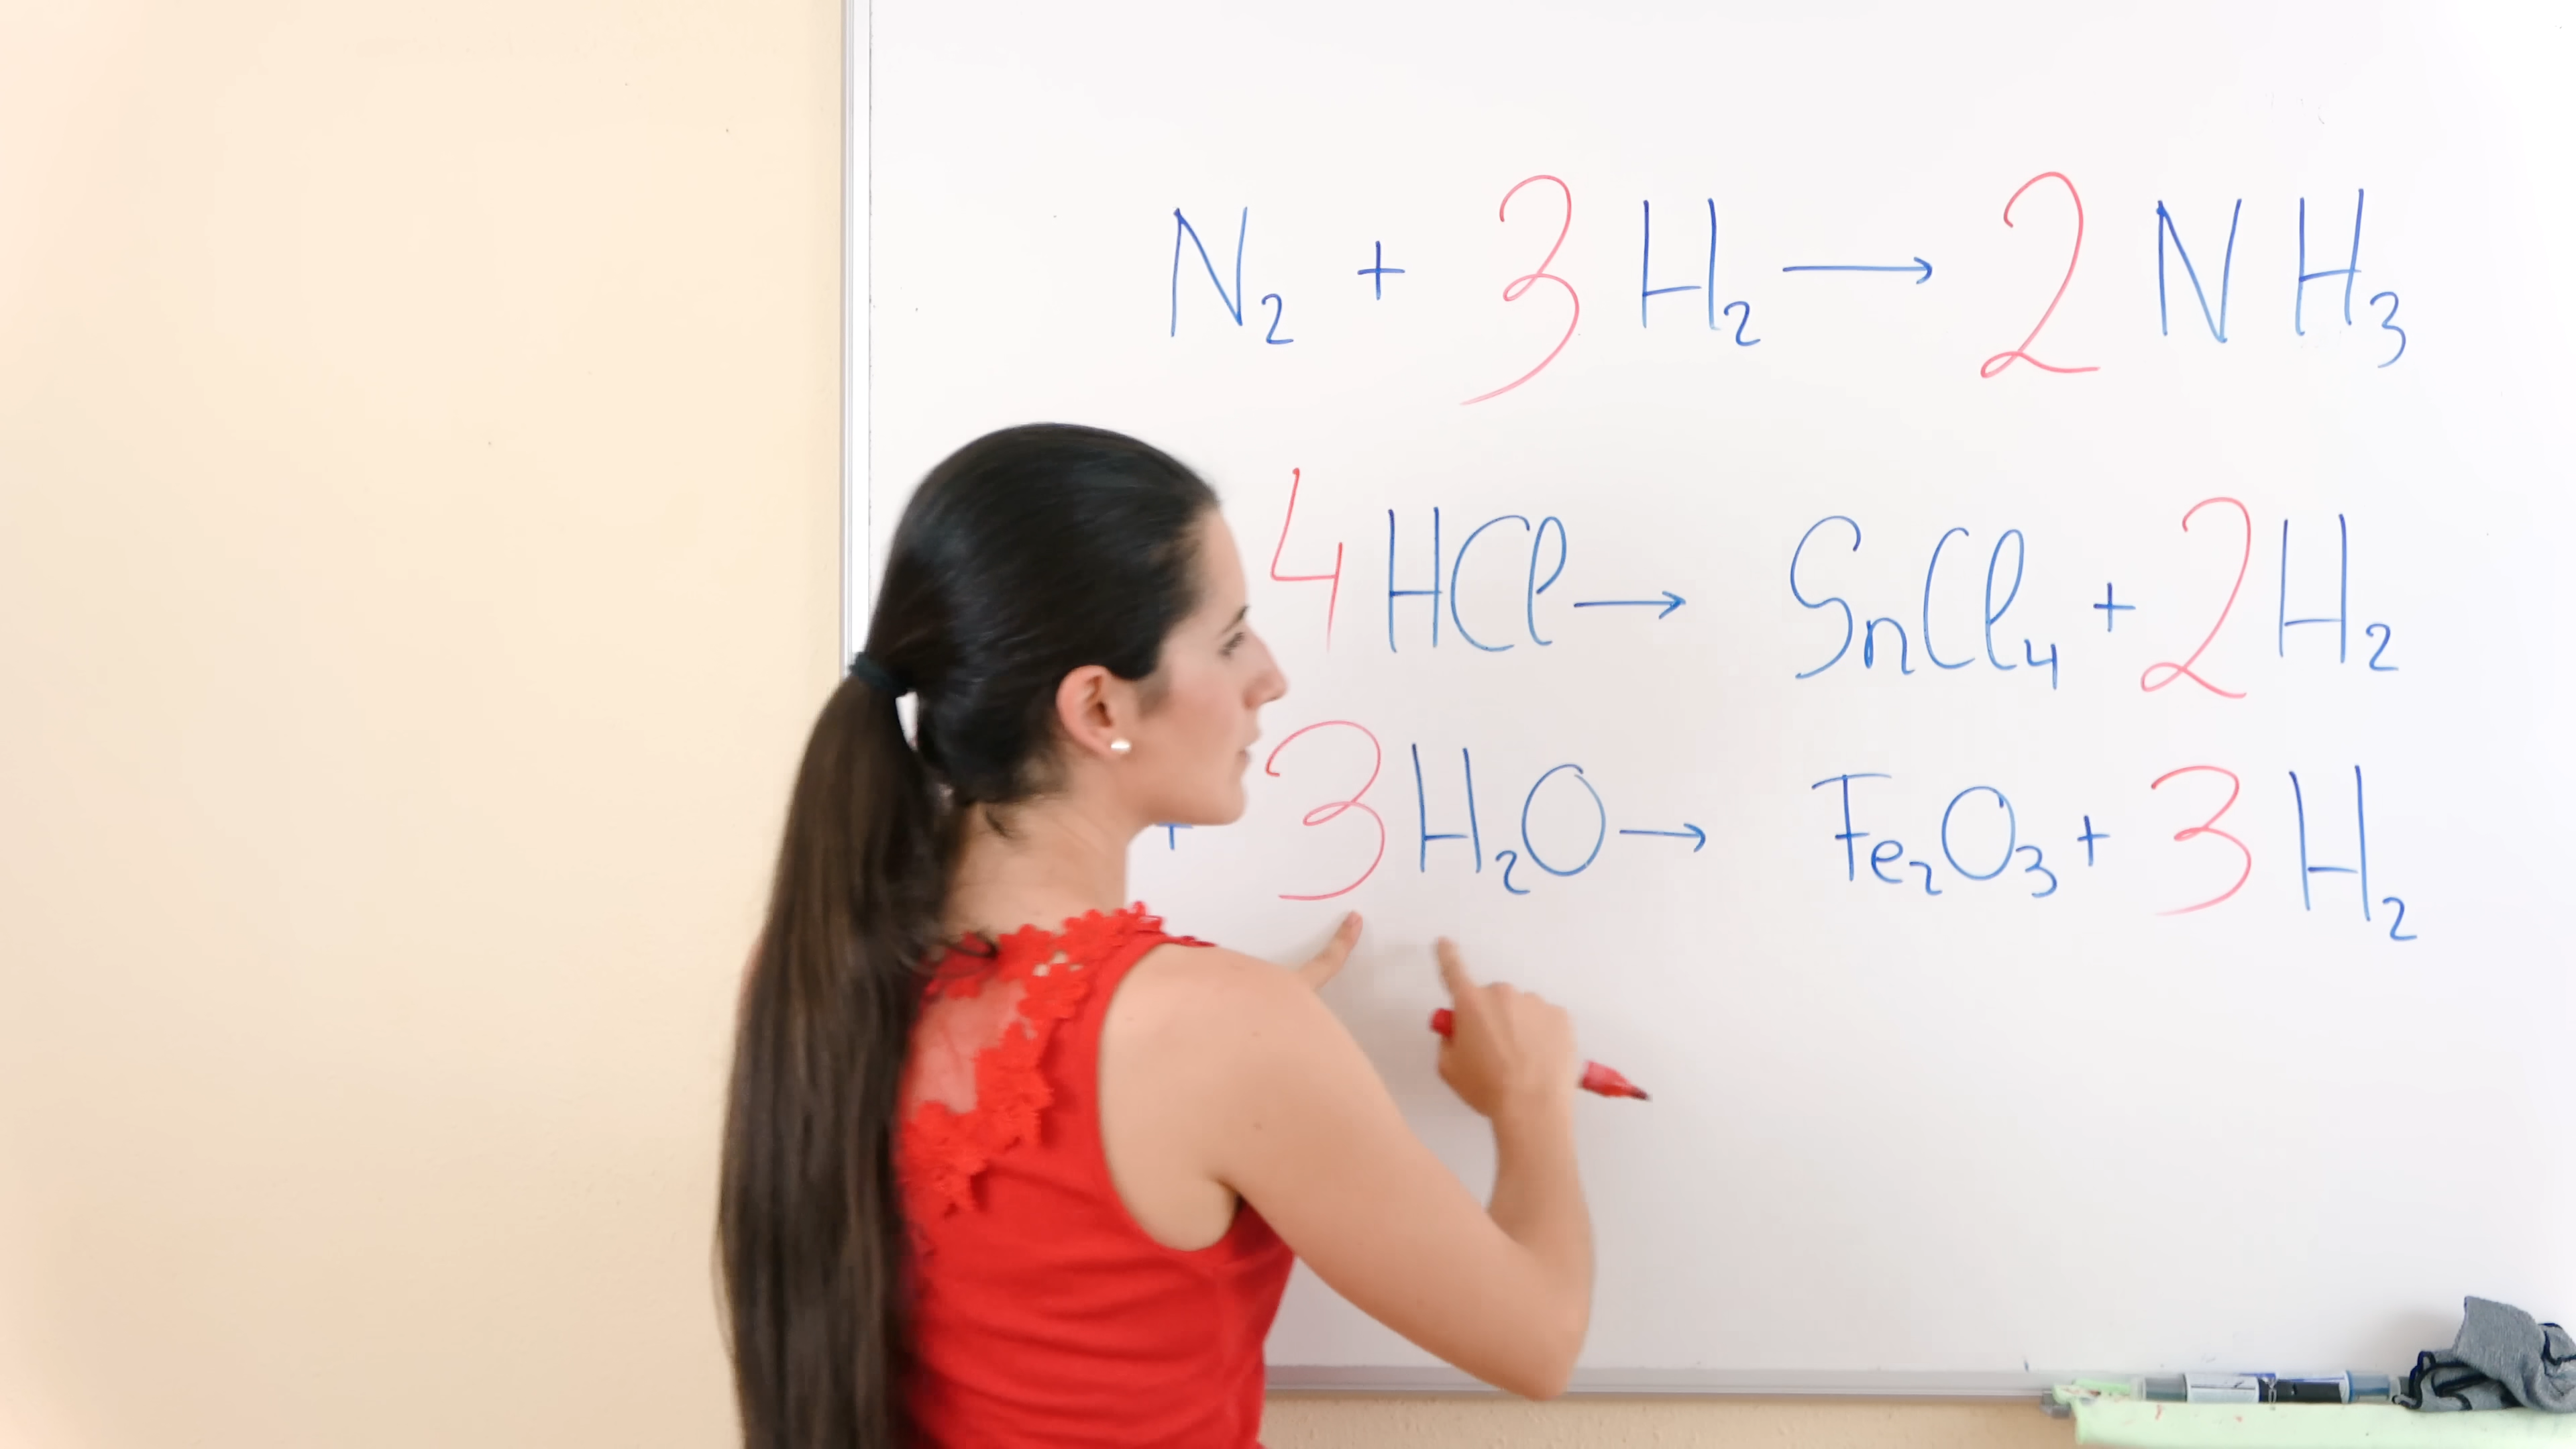 N₂ + 3 H₂ → 2 NH₃
4 HCl → SnCl₄ + 2 H₂
+ 3 H₂O → Fe₂O₃ + 3 H₂